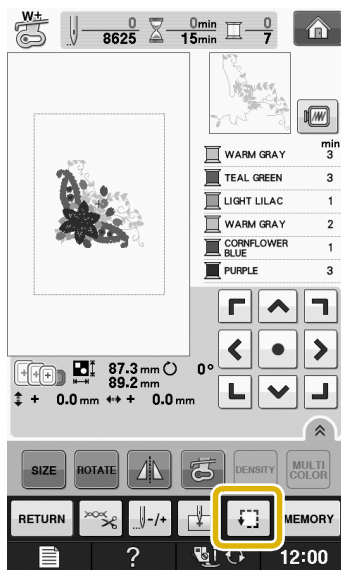 W+
0 0min 0
8625 15min 7
min
WARM GRAY 3
TEAL GREEN 3
LIGHT LILAC 1
WARM GRAY 2
CORNFLOWER
BLUE 1
PURPLE 3
87.3 mm 0°
89.2 mm
+ 0.0 mm + 0.0 mm
SIZE ROTATE DENSITY MULTI
COLOR
RETURN -/+ MEMORY
? 12:00